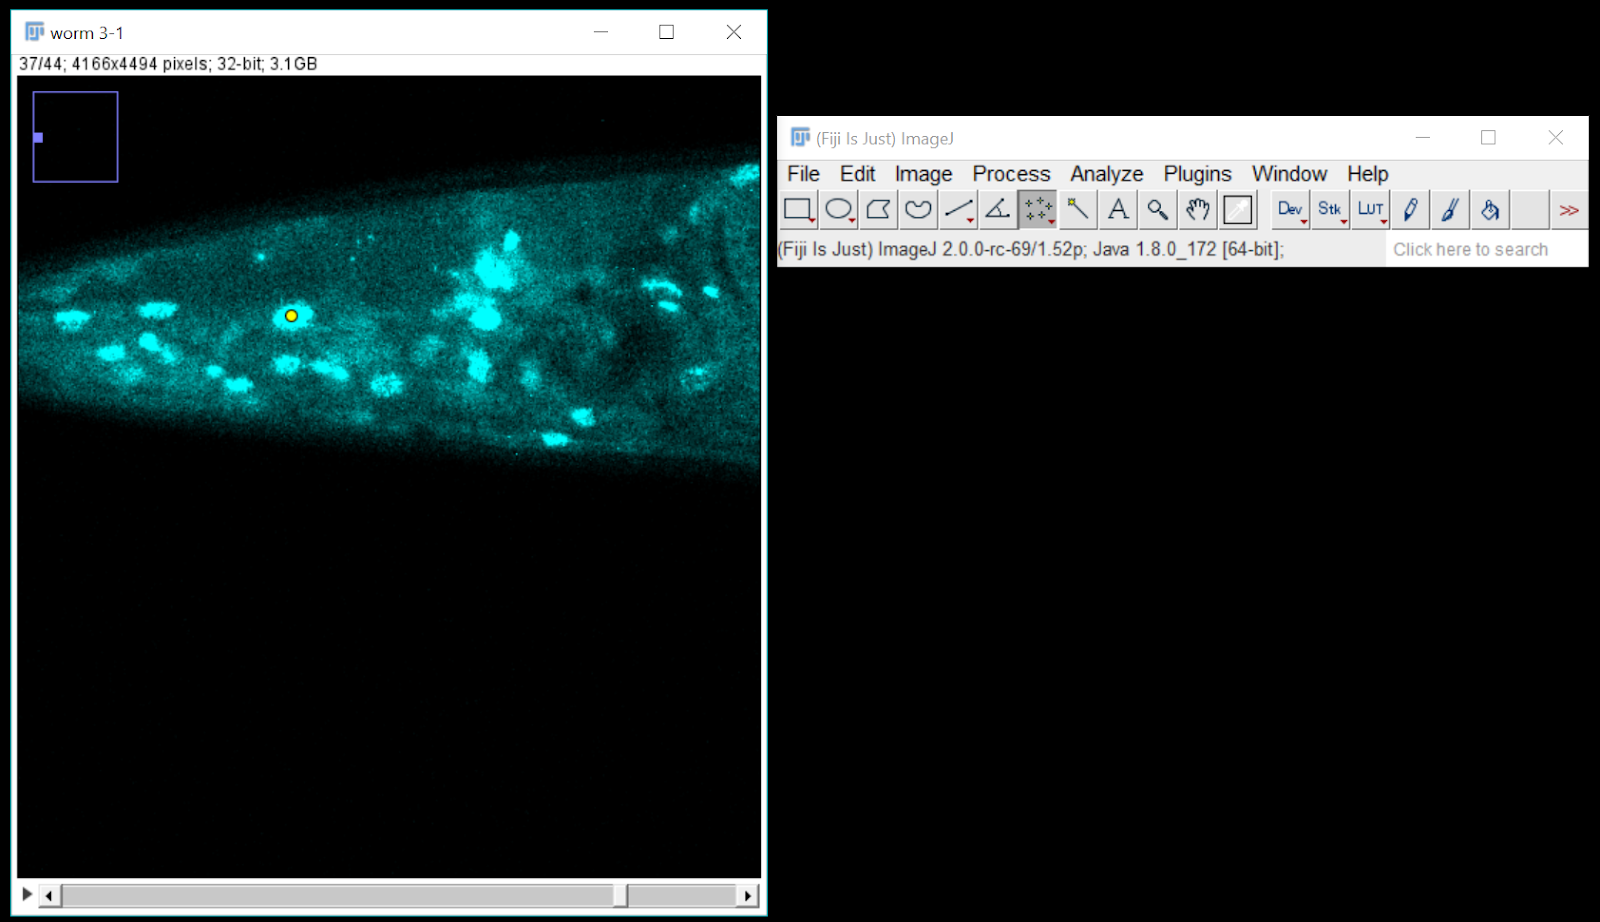 worm 3-1
37/44; 4166x4494 pixels; 32-bit; 3.1GB
(Fiji Is Just) ImageJ
File Edit Image Process Analyze Plugins Window Help
A Dev Stk LUT >>
(Fiji Is Just) ImageJ 2.0.0-rc-69/1.52p; Java 1.8.0_172 [64-bit];
Click here to search